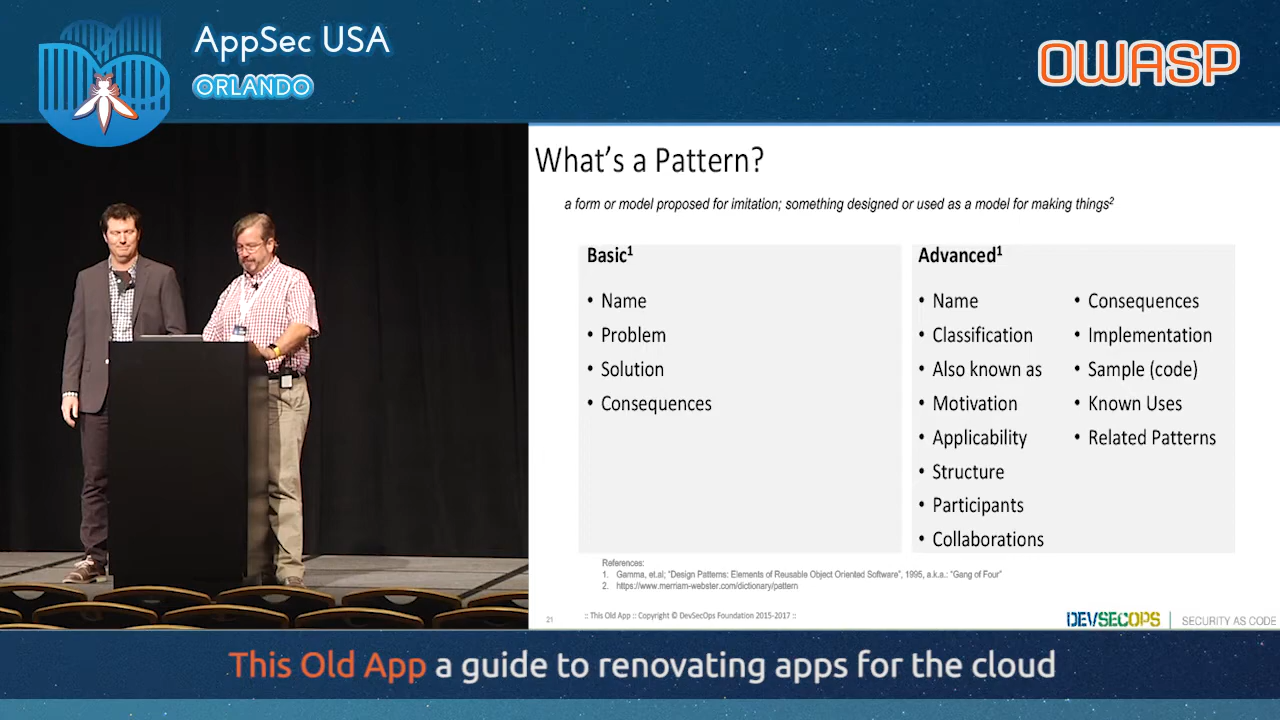 AppSec USA
ORLANDO
OWASP
What's a Pattern?
a form or model proposed for imitation; something designed or used as a model for making things2
Basic1
• Name
• Problem
• Solution
• Consequences
Advanced1
• Name
• Classification
• Also known as
• Motivation
• Applicability
• Structure
• Participants
• Collaborations
• Consequences
• Implementation
• Sample (code)
• Known Uses
• Related Patterns
References:
1. Gamma, et.al; "Design Patterns: Elements of Reusable Object Oriented Software", 1995, a.k.a.: "Gang of Four"
2. https://www.merriam-webster.com/dictionary/pattern
21
:: This Old App :: Copyright © DevSecOps Foundation 2015-2017 ::
DEVSECOPS
SECURITY AS CODE
This Old App a guide to renovating apps for the cloud